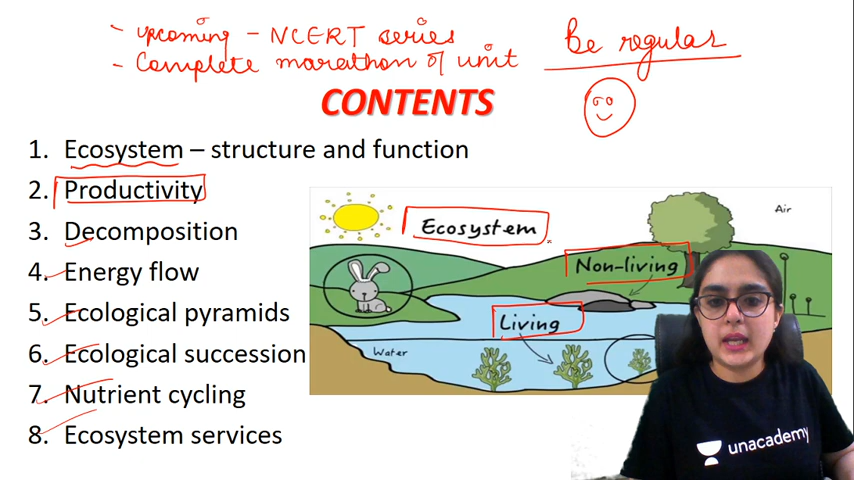 - upcoming - NCERT series
- Complete marathon of unit
Be regular
CONTENTS
1. Ecosystem – structure and function
2. Productivity
3. Decomposition
4. Energy flow
5. Ecological pyramids
6. Ecological succession
7. Nutrient cycling
8. Ecosystem services
Ecosystem
Air
Non-living
Living
Water
unacademy